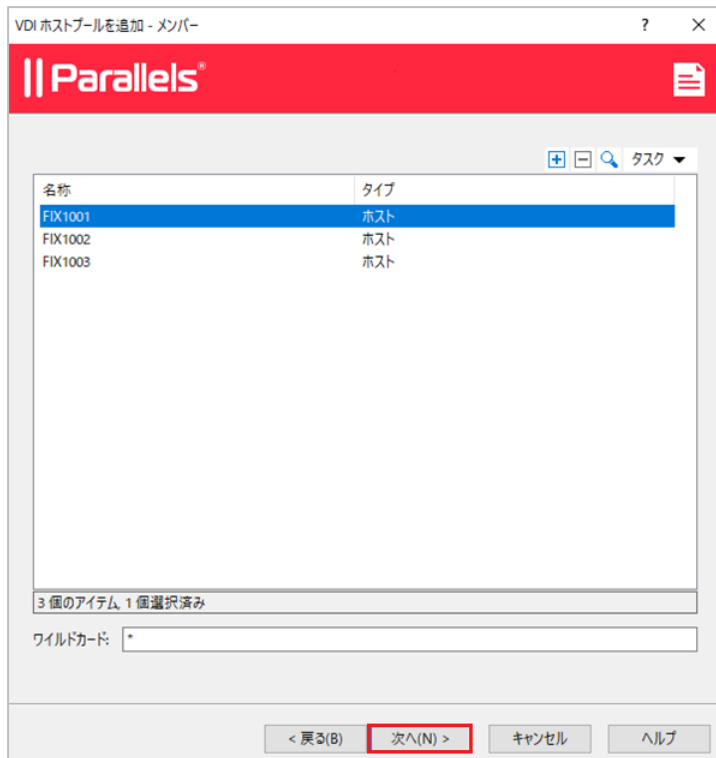 VDI ホストプールを追加 - メンバー ? ×
|| Parallels®
タスク
名称 タイプ
FIX1001 ホスト
FIX1002 ホスト
FIX1003 ホスト
3 個のアイテム, 1 個選択済み
ワイルドカード: *
< 戻る(B) 次へ(N) > キャンセル ヘルプ